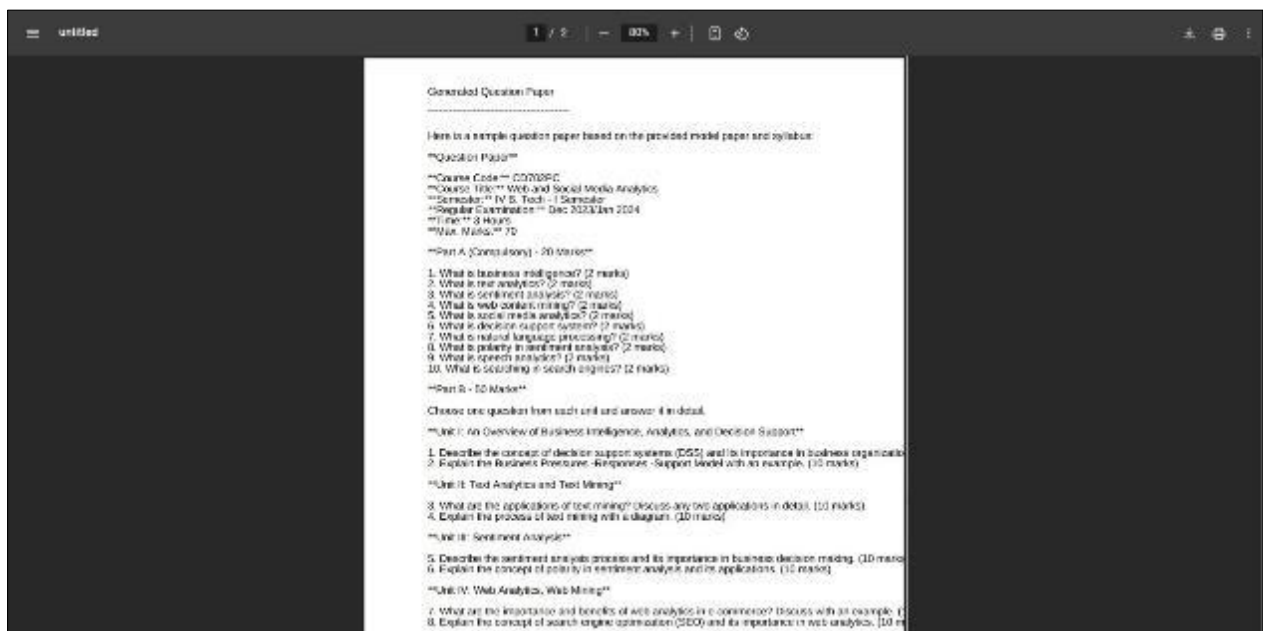 untitled
1 / 2
80%
Generated Question Paper
------------------------------------
Here is a sample question paper based on the provided model paper and syllabus:
**Question Paper**
**Course Code:** CD702PC
**Course Title:** Web and Social Media Analytics
**Semester:** IV B. Tech - I Semester
**Regular Examination:** Dec 2023/Jan 2024
**Time:** 3 Hours
**Max. Marks:** 70
**Part A (Compulsory) - 20 Marks**
1. What is business intelligence? (2 marks)
2. What is text analytics? (2 marks)
3. What is sentiment analysis? (2 marks)
4. What is web content mining? (2 marks)
5. What is social media analytics? (2 marks)
6. What is decision support system? (2 marks)
7. What is natural language processing? (2 marks)
8. What is polarity in sentiment analysis? (2 marks)
9. What is speech analytics? (2 marks)
10. What is searching in search engines? (2 marks)
**Part B - 50 Marks**
Choose one question from each unit and answer it in detail.
**Unit I: An Overview of Business Intelligence, Analytics, and Decision Support**
1. Describe the concept of decision support systems (DSS) and its importance in business organizatio
2. Explain the Business Pressures -Responses -Support Model with an example. (10 marks)
**Unit II: Text Analytics and Text Mining**
3. What are the applications of text mining? Discuss any two applications in detail. (10 marks)
4. Explain the process of text mining with a diagram. (10 marks)
**Unit III: Sentiment Analysis**
5. Describe the sentiment analysis process and its importance in business decision making. (10 marks
6. Explain the concept of polarity in sentiment analysis and its applications. (10 marks)
**Unit IV: Web Analytics, Web Mining**
7. What are the importance and benefits of web analytics in e-commerce? Discuss with an example. (
8. Explain the concept of search engine optimization (SEO) and its importance in web analytics. (10 m